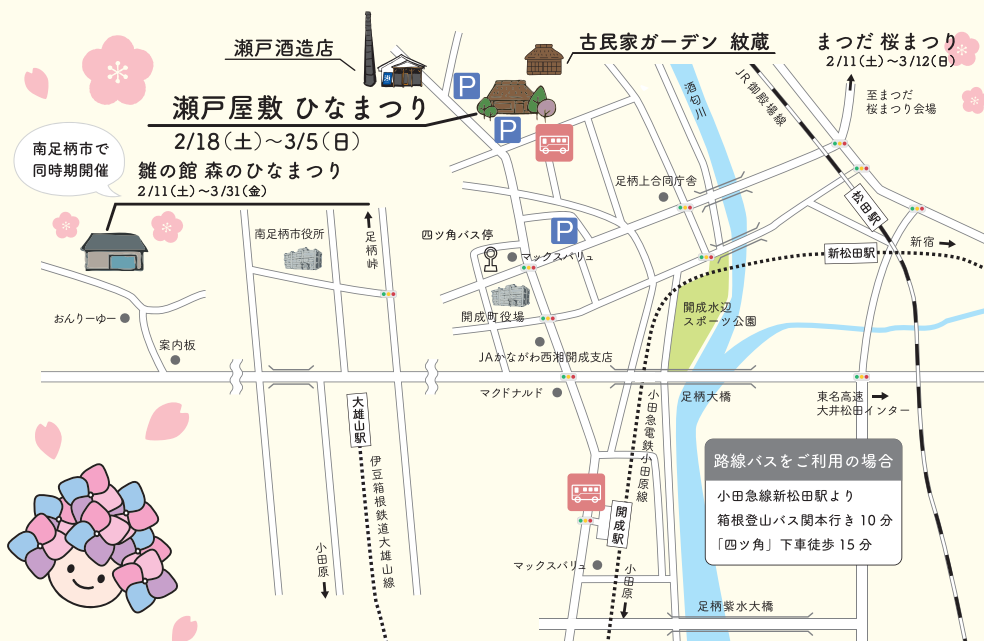 瀬戸酒造店
古民家ガーデン 紋蔵
まつだ 桜まつり
2/11(土)～3/12(日)
至まつだ
桜まつり会場
瀬戸屋敷 ひなまつり
2/18(土)～3/5(日)
南足柄市で
同時期開催
雛の館 森のひなまつり
2/11(土)～3/31(金)
P
P
P
酒匂川
JR御殿場線
足柄上合同庁舎
松田駅
新松田駅
新宿
南足柄市役所
足柄峠
四ツ角バス停
マックスバリュ
開成町役場
開成水辺
スポーツ公園
おんりーゆー
案内板
JAかながわ西湘開成支店
マクドナルド
足柄大橋
東名高速
大井松田インター
大雄山駅
伊豆箱根鉄道大雄山線
小田原
小田急電鉄小田原線
開成駅
マックスバリュ
小田原
足柄紫水大橋
路線バスをご利用の場合
小田急線新松田駅より
箱根登山バス関本行き10分
「四ツ角」下車徒歩15分